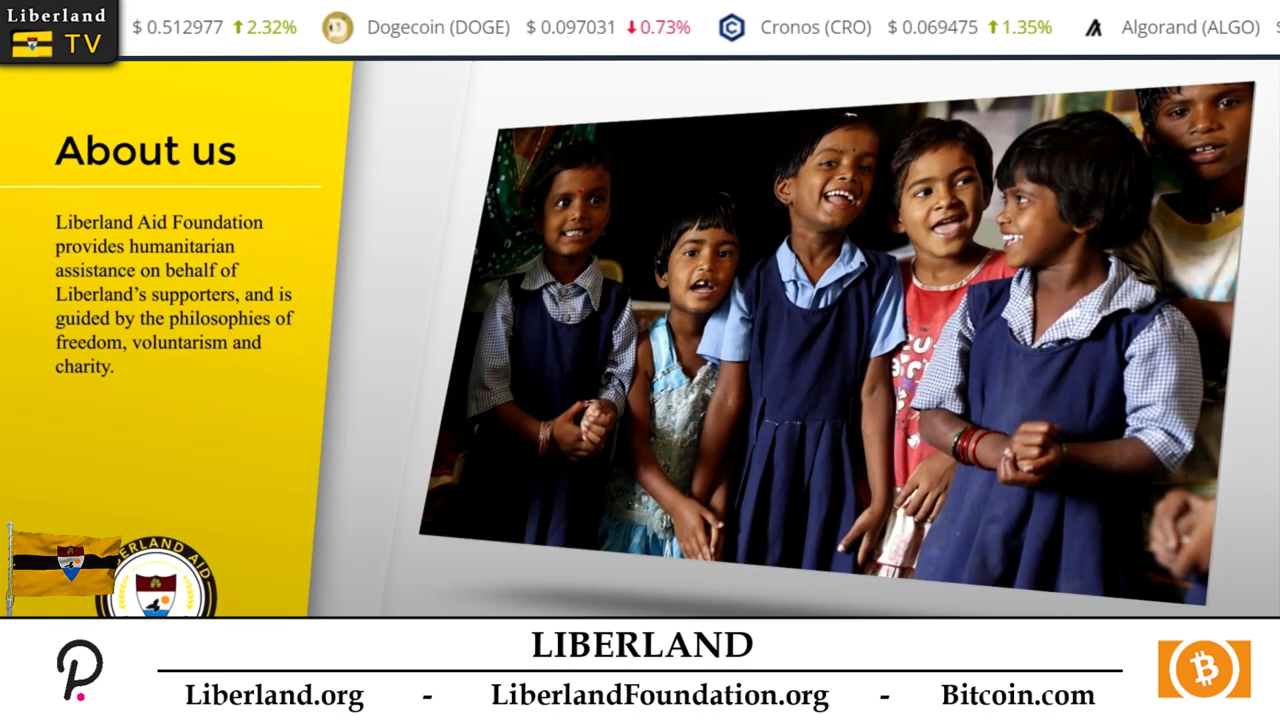 Liberland
TV
$ 0.512977 2.32% Dogecoin (DOGE) $ 0.097031 0.73% Cronos (CRO) $ 0.069475 1.35% Algorand (ALGO)
About us
Liberland Aid Foundation
provides humanitarian
assistance on behalf of
Liberland's supporters, and is
guided by the philosophies of
freedom, voluntarism and
charity.
ERLAND AID
LIBERLAND
Liberland.org - LiberlandFoundation.org - Bitcoin.com